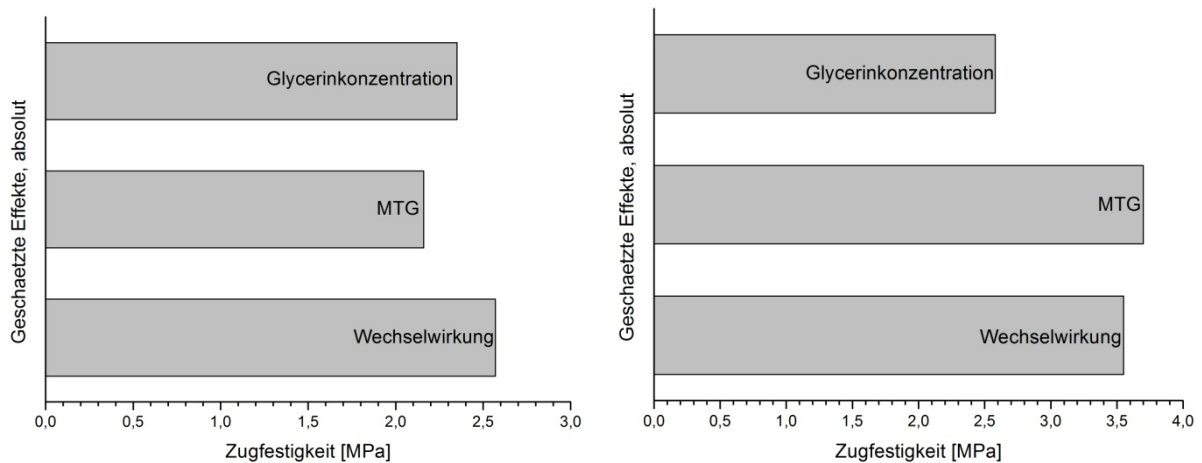 Geschaetzte Effekte, absolut
Glycerinkonzentration
MTG
Wechselwirkung
0,0 0,5 1,0 1,5 2,0 2,5 3,0
Zugfestigkeit [MPa]
Geschaetzte Effekte, absolut
Glycerinkonzentration
MTG
Wechselwirkung
0,0 0,5 1,0 1,5 2,0 2,5 3,0 3,5 4,0
Zugfestigkeit [MPa]